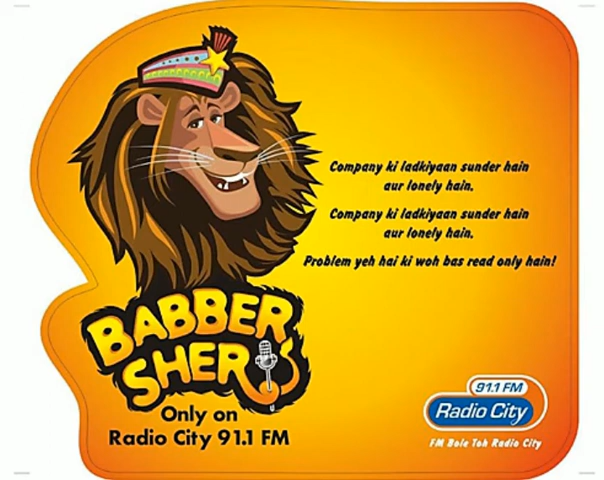 Company ki ladkiyaan sunder hain
aur lonely hain.
Company ki ladkiyaan sunder hain
aur lonely hain.
Problem yeh hai ki woh bas read only hain!
BABBER
SHER
Only on
Radio City 91.1 FM
91.1 FM
Radio City
FM Bole Toh Radio City